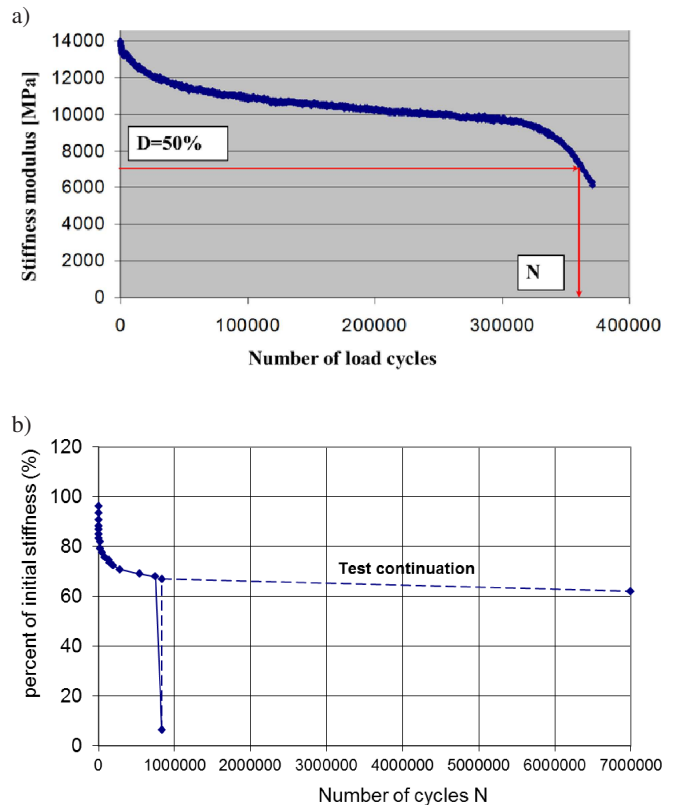 a)
Stiffness modulus [MPa]
14000
12000
10000
8000
6000
4000
2000
0
D=50%
N
0 100000 200000 300000 400000
Number of load cycles
b)
percent of initial stiffness (%)
120
100
80
60
40
20
0
Test continuation
0 1000000 2000000 3000000 4000000 5000000 6000000 7000000
Number of cycles N